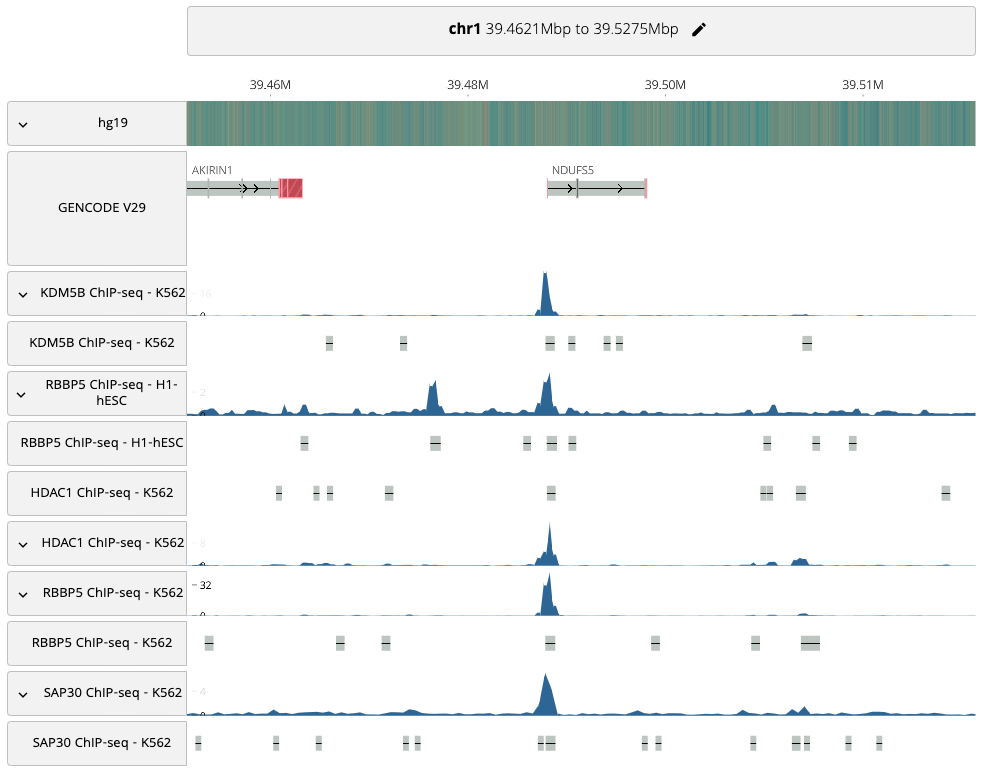 chr1 39.4621Mbp to 39.5275Mbp
39.46M 39.48M 39.50M 39.51M
hg19
AKIRIN1 NDUFS5
GENCODE V29
KDM5B ChIP-seq - K562
16
0
KDM5B ChIP-seq - K562
RBBP5 ChIP-seq - H1-
hESC
2
RBBP5 ChIP-seq - H1-hESC
HDAC1 ChIP-seq - K562
HDAC1 ChIP-seq - K562
8
0
RBBP5 ChIP-seq - K562
32
0
RBBP5 ChIP-seq - K562
SAP30 ChIP-seq - K562
4
0
SAP30 ChIP-seq - K562